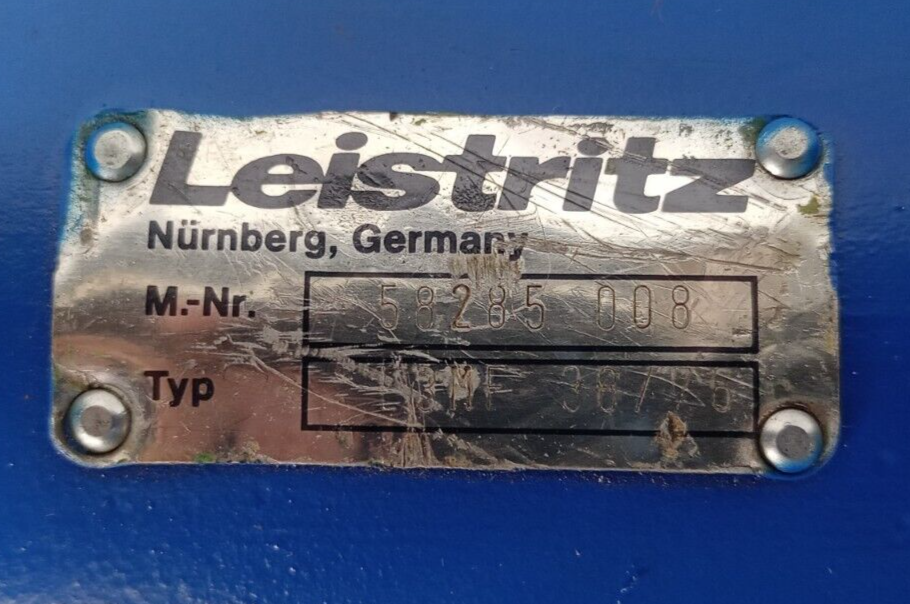 Leistritz
Nürnberg, Germany
M.-Nr. 58285 008
Typ